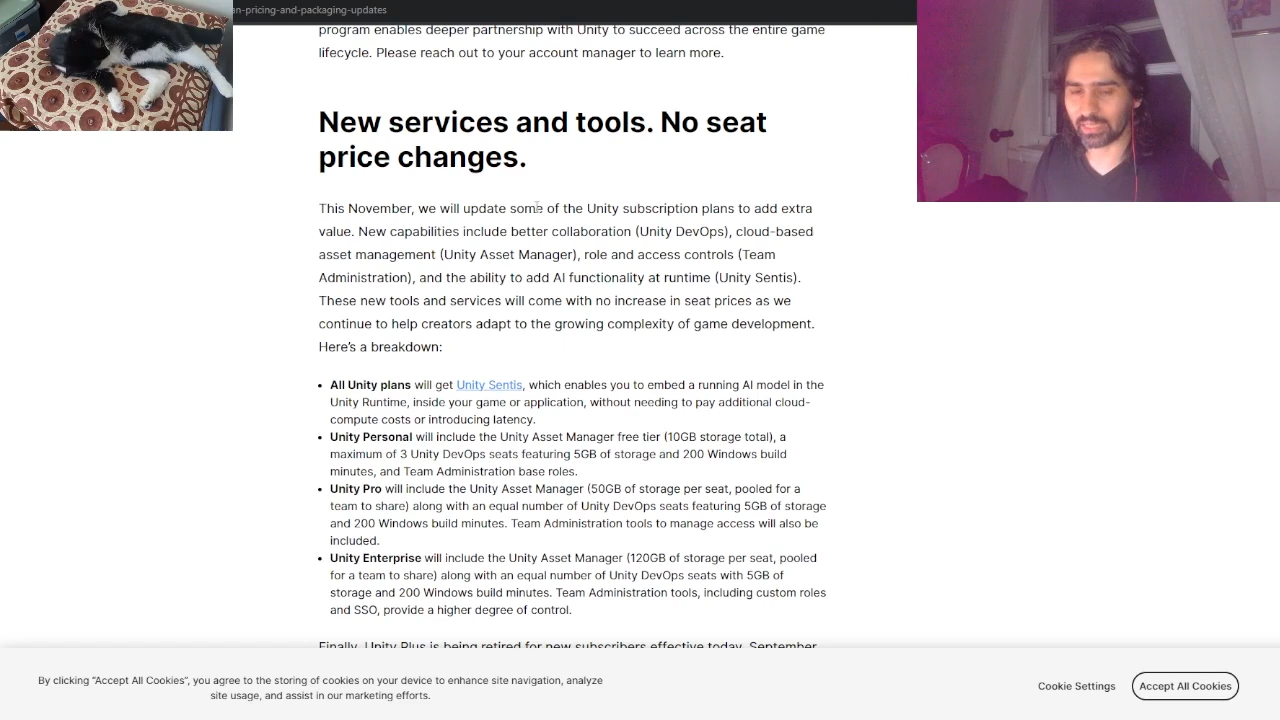 an-pricing-and-packaging-updates
program enables deeper partnership with Unity to succeed across the entire game
lifecycle. Please reach out to your account manager to learn more.
New services and tools. No seat
price changes.
This November, we will update some of the Unity subscription plans to add extra
value. New capabilities include better collaboration (Unity DevOps), cloud-based
asset management (Unity Asset Manager), role and access controls (Team
Administration), and the ability to add AI functionality at runtime (Unity Sentis).
These new tools and services will come with no increase in seat prices as we
continue to help creators adapt to the growing complexity of game development.
Here's a breakdown:
• All Unity plans will get Unity Sentis, which enables you to embed a running AI model in the
Unity Runtime, inside your game or application, without needing to pay additional cloud-
compute costs or introducing latency.
• Unity Personal will include the Unity Asset Manager free tier (10GB storage total), a
maximum of 3 Unity DevOps seats featuring 5GB of storage and 200 Windows build
minutes, and Team Administration base roles.
• Unity Pro will include the Unity Asset Manager (50GB of storage per seat, pooled for a
team to share) along with an equal number of Unity DevOps seats featuring 5GB of storage
and 200 Windows build minutes. Team Administration tools to manage access will also be
included.
• Unity Enterprise will include the Unity Asset Manager (120GB of storage per seat, pooled
for a team to share) along with an equal number of Unity DevOps seats with 5GB of
storage and 200 Windows build minutes. Team Administration tools, including custom roles
and SSO, provide a higher degree of control.
Finally, Unity Plus is being retired for new subscribers effective today, September
By clicking “Accept All Cookies”, you agree to the storing of cookies on your device to enhance site navigation, analyze
site usage, and assist in our marketing efforts.
Cookie Settings
Accept All Cookies